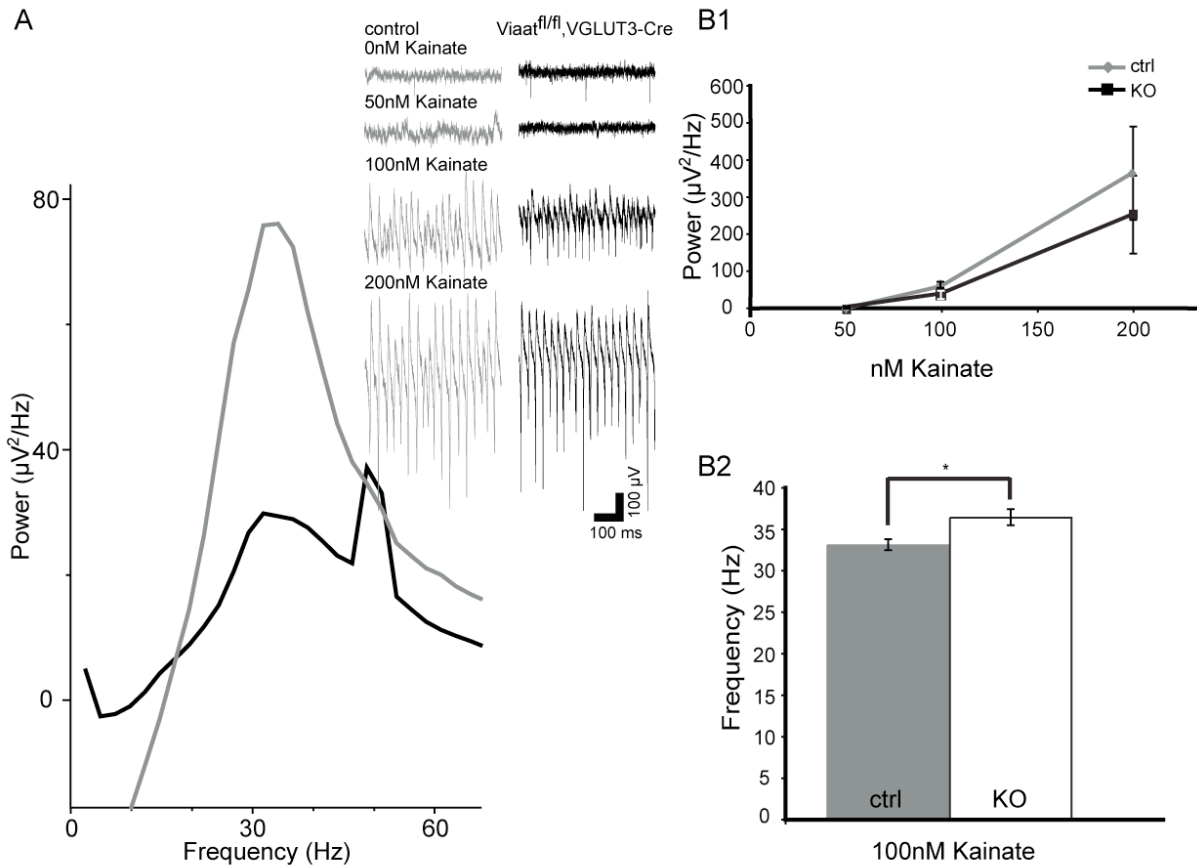 A
control
0nM Kainate
Viaat^fl/fl,VGLUT3-Cre
50nM Kainate
100nM Kainate
200nM Kainate
100 µV
100 ms
80
40
0
Power (µV²/Hz)
0
30
60
Frequency (Hz)
B1
ctrl
KO
600
500
400
300
200
100
0
Power (µV²/Hz)
0
50
100
150
200
nM Kainate
B2
*
40
35
30
25
20
15
10
5
0
Frequency (Hz)
ctrl
KO
100nM Kainate